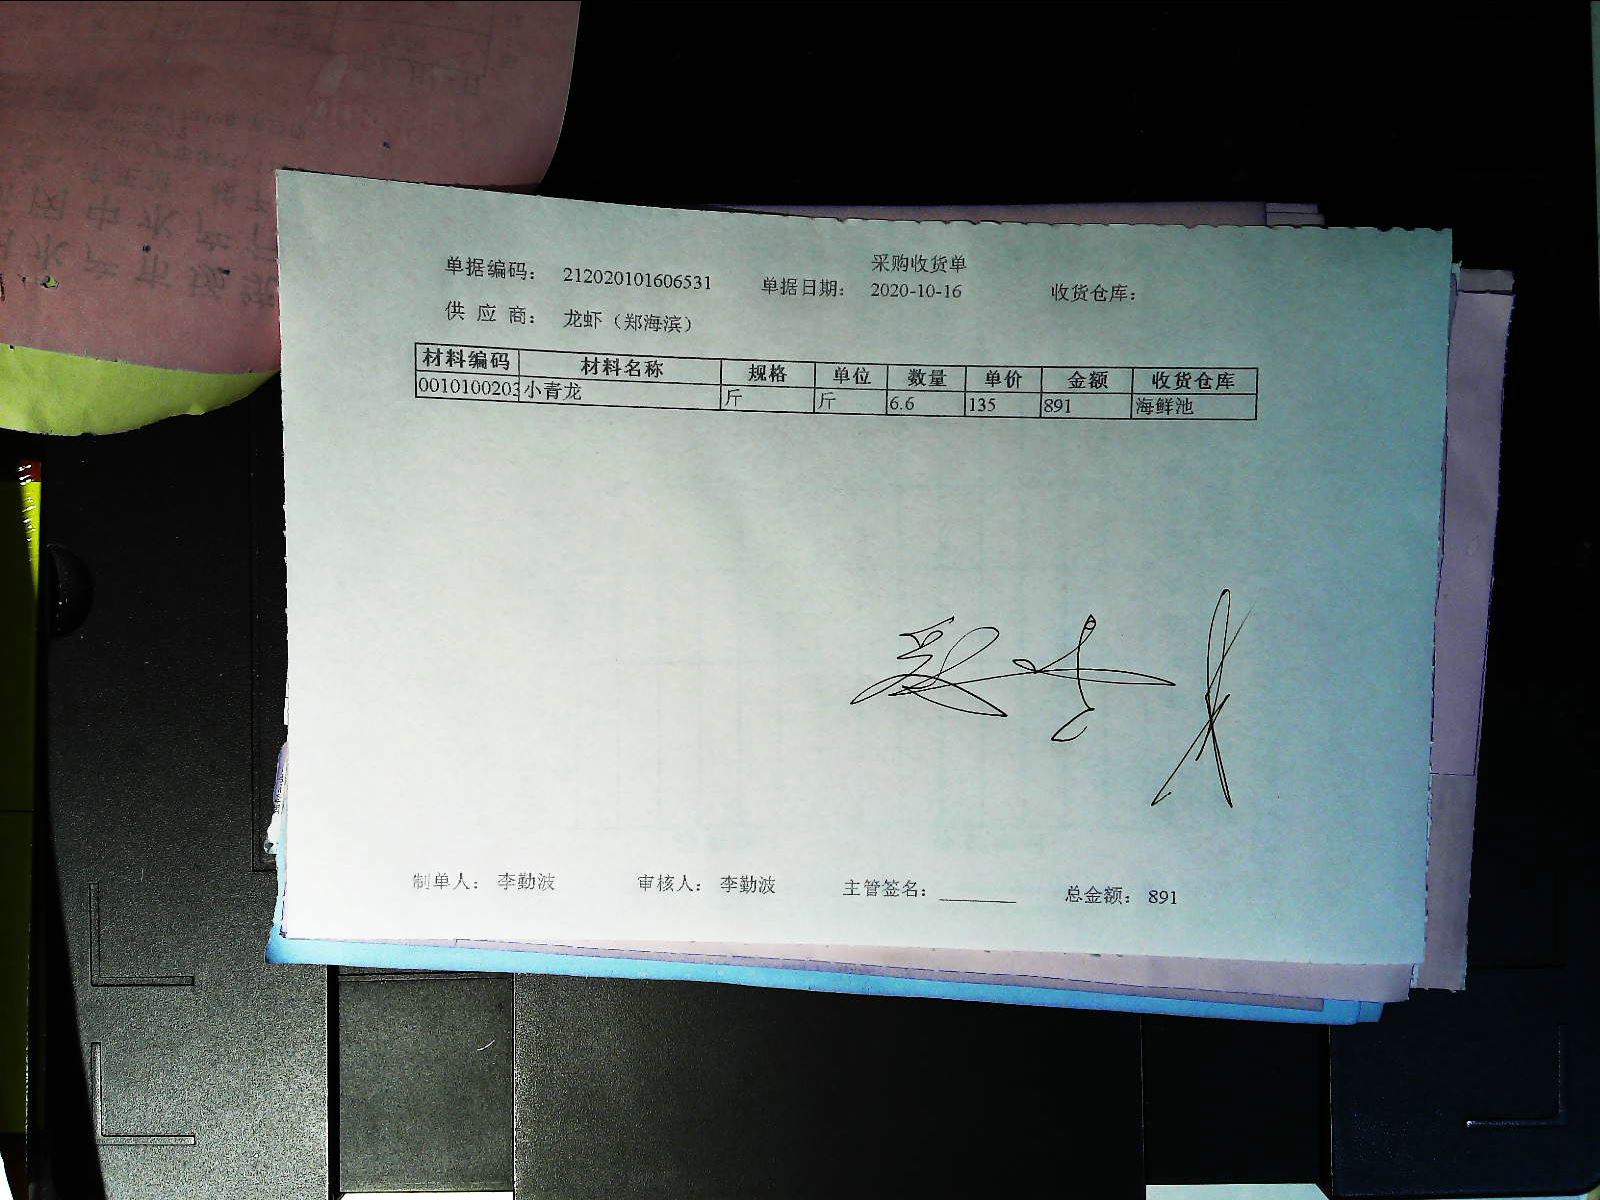 采购收货单
单据编码: 212020101606531 单据日期: 2020-10-16 收货仓库:
供 应 商: 龙虾（郑海滨）
材料编码 材料名称 规格 单位 数量 单价 金额 收货仓库
0010100203 小青龙 斤 斤 6.6 135 891 海鲜池
制单人: 李勤波 审核人: 李勤波 主管签名: 总金额: 891